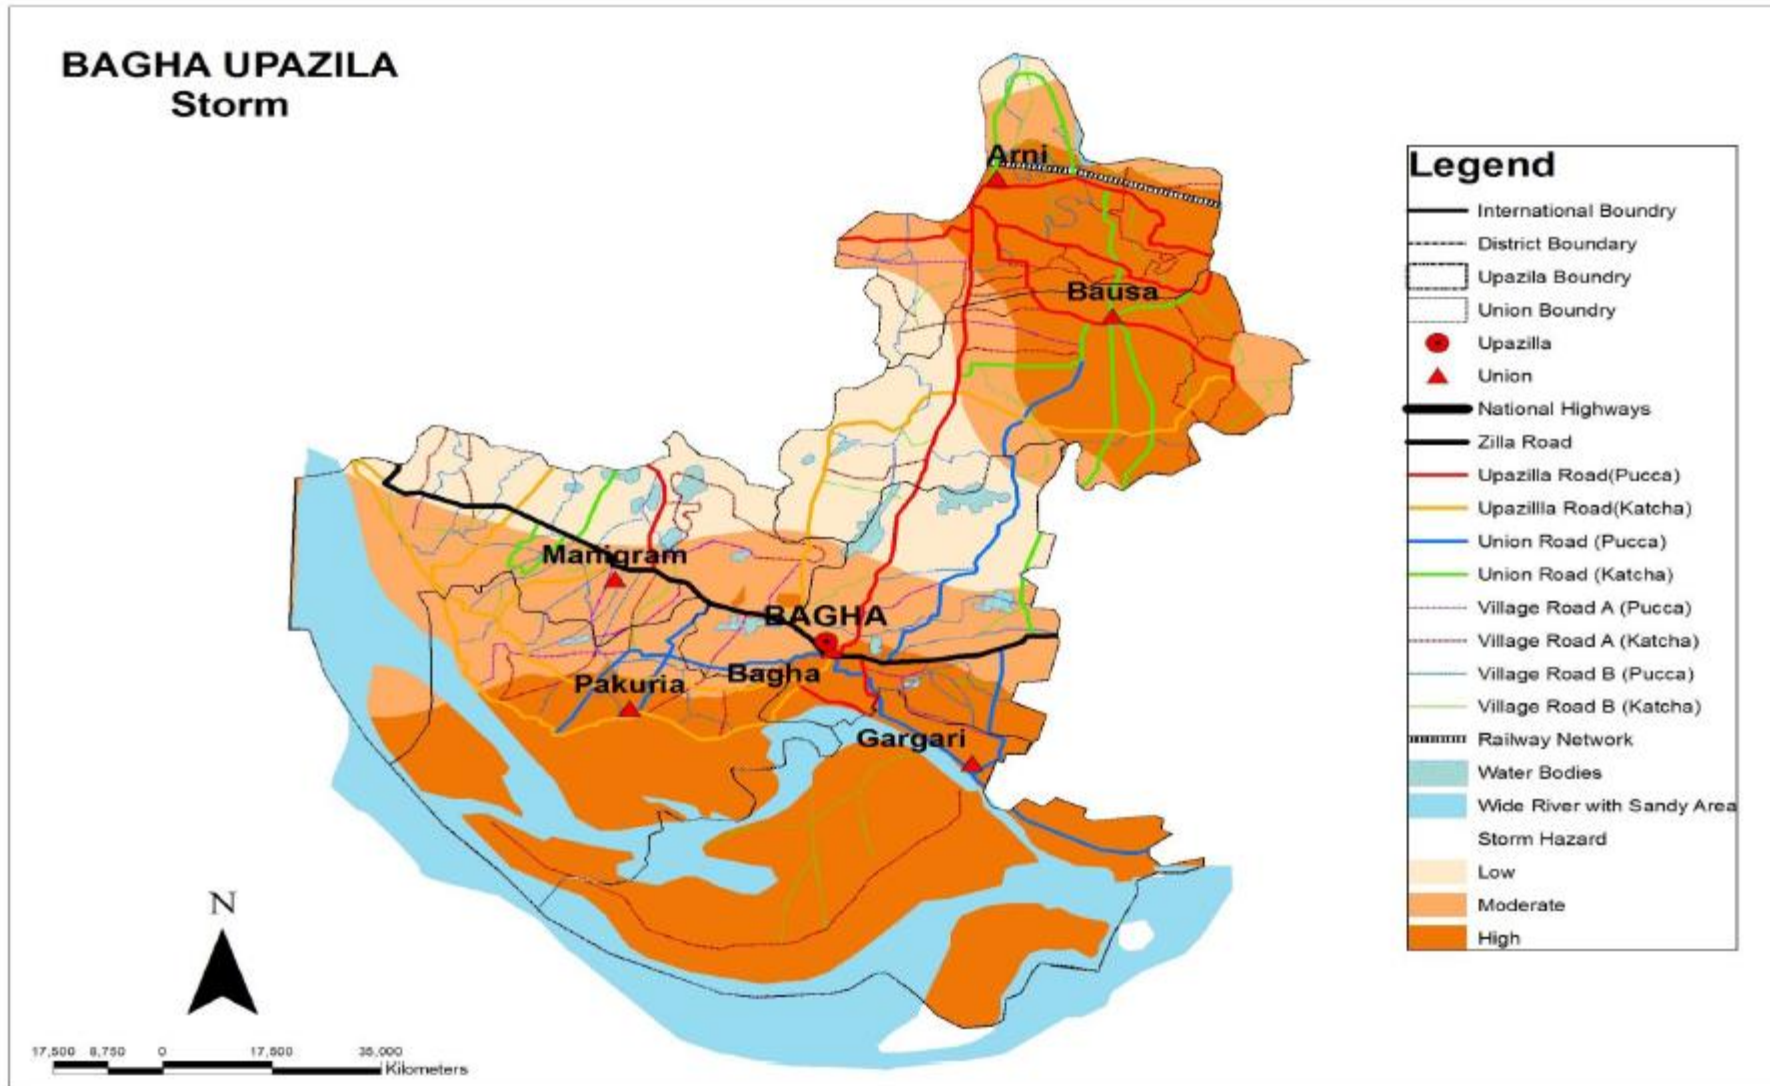 BAGHA UPAZILA
Storm
Arni
Bausa
Manigram
BAGHA
Bagha
Pakuria
Gargari
N
17,500 8,750 0 17,500 35,000
Kilometers
Legend
International Boundry
District Boundary
Upazila Boundry
Union Boundry
Upazilla
Union
National Highways
Zilla Road
Upazilla Road(Pucca)
Upazillla Road(Katcha)
Union Road (Pucca)
Union Road (Katcha)
Village Road A (Pucca)
Village Road A (Katcha)
Village Road B (Pucca)
Village Road B (Katcha)
Railway Network
Water Bodies
Wide River with Sandy Area
Storm Hazard
Low
Moderate
High